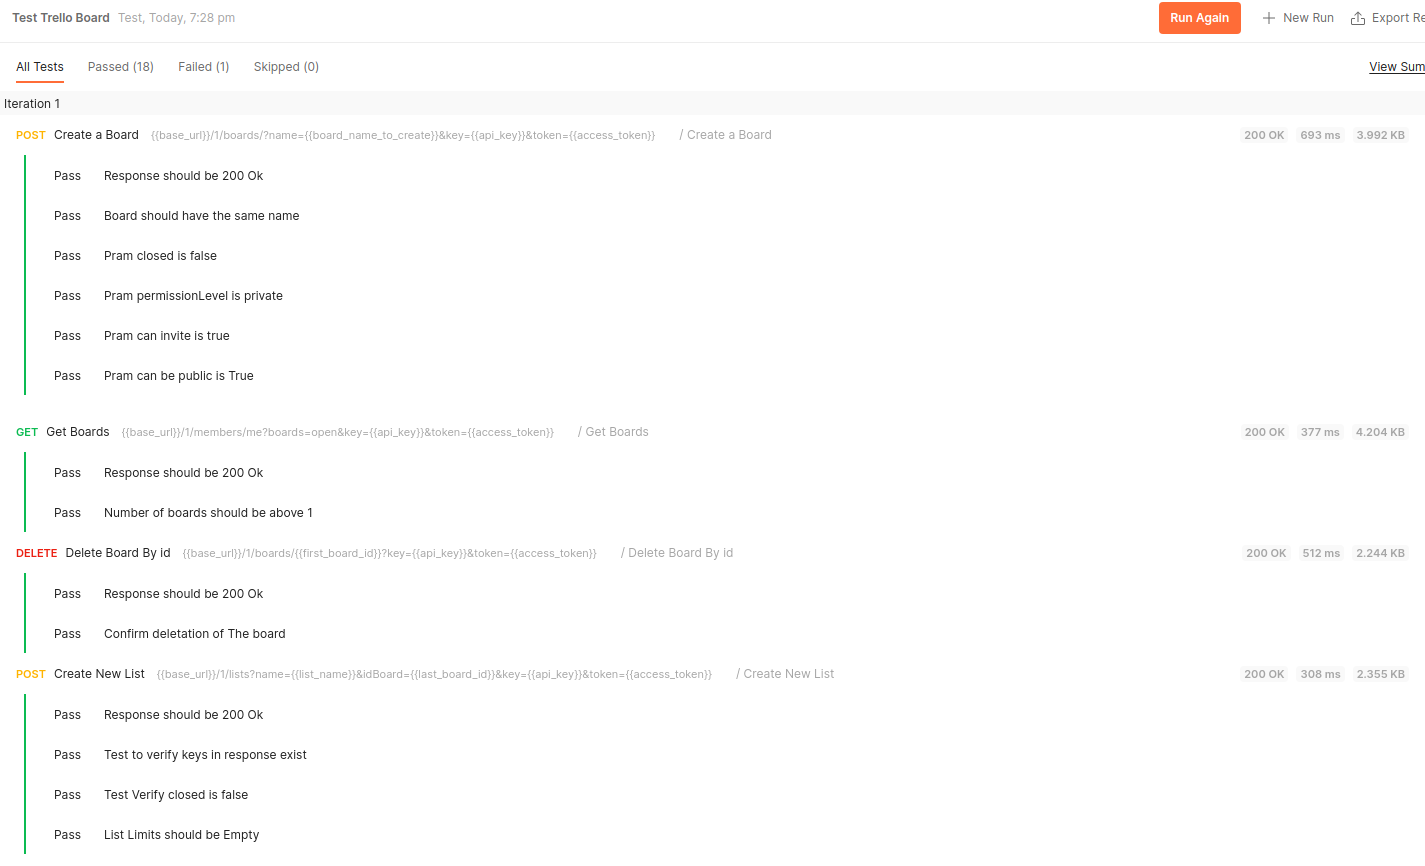 Test Trello Board Test, Today, 7:28 pm Run Again New Run Export Re
All Tests Passed (18) Failed (1) Skipped (0) View Sum
Iteration 1
POST Create a Board {{base_url}}/1/boards/?name={{board_name_to_create}}&key={{api_key}}&token={{access_token}} / Create a Board 200 OK 693 ms 3.992 KB
Pass Response should be 200 Ok
Pass Board should have the same name
Pass Pram closed is false
Pass Pram permissionLevel is private
Pass Pram can invite is true
Pass Pram can be public is True
GET Get Boards {{base_url}}/1/members/me?boards=open&key={{api_key}}&token={{access_token}} / Get Boards 200 OK 377 ms 4.204 KB
Pass Response should be 200 Ok
Pass Number of boards should be above 1
DELETE Delete Board By id {{base_url}}/1/boards/{{first_board_id}}?key={{api_key}}&token={{access_token}} / Delete Board By id 200 OK 512 ms 2.244 KB
Pass Response should be 200 Ok
Pass Confirm deletation of The board
POST Create New List {{base_url}}/1/lists?name={{list_name}}&idBoard={{last_board_id}}&key={{api_key}}&token={{access_token}} / Create New List 200 OK 308 ms 2.355 KB
Pass Response should be 200 Ok
Pass Test to verify keys in response exist
Pass Test Verify closed is false
Pass List Limits should be Empty